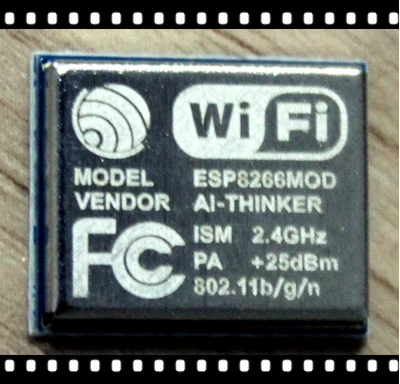 Wi Fi
MODEL ESP8266MOD
VENDOR AI-THINKER
FC ISM 2.4GHz
PA +25dBm
802.11b/g/n